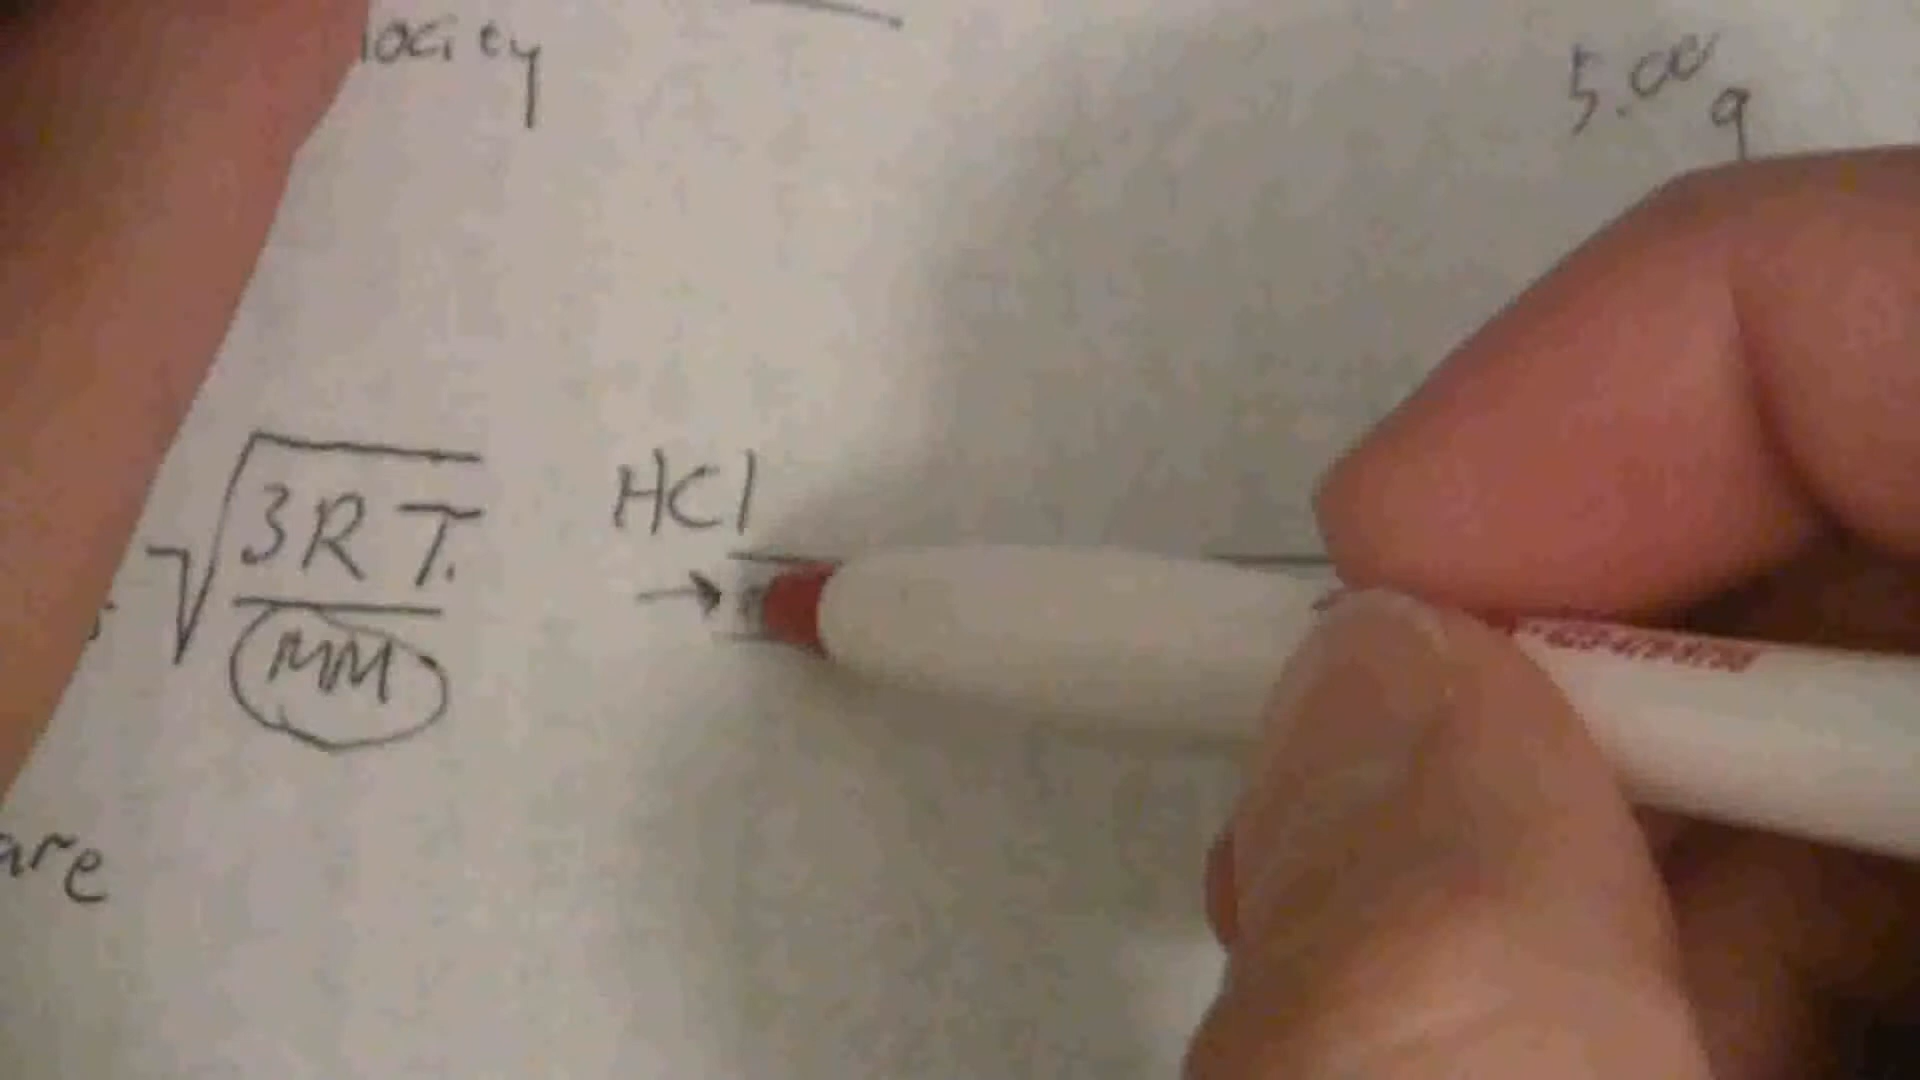 locity
5.00 g
√3RT
MM
HCl
→
are